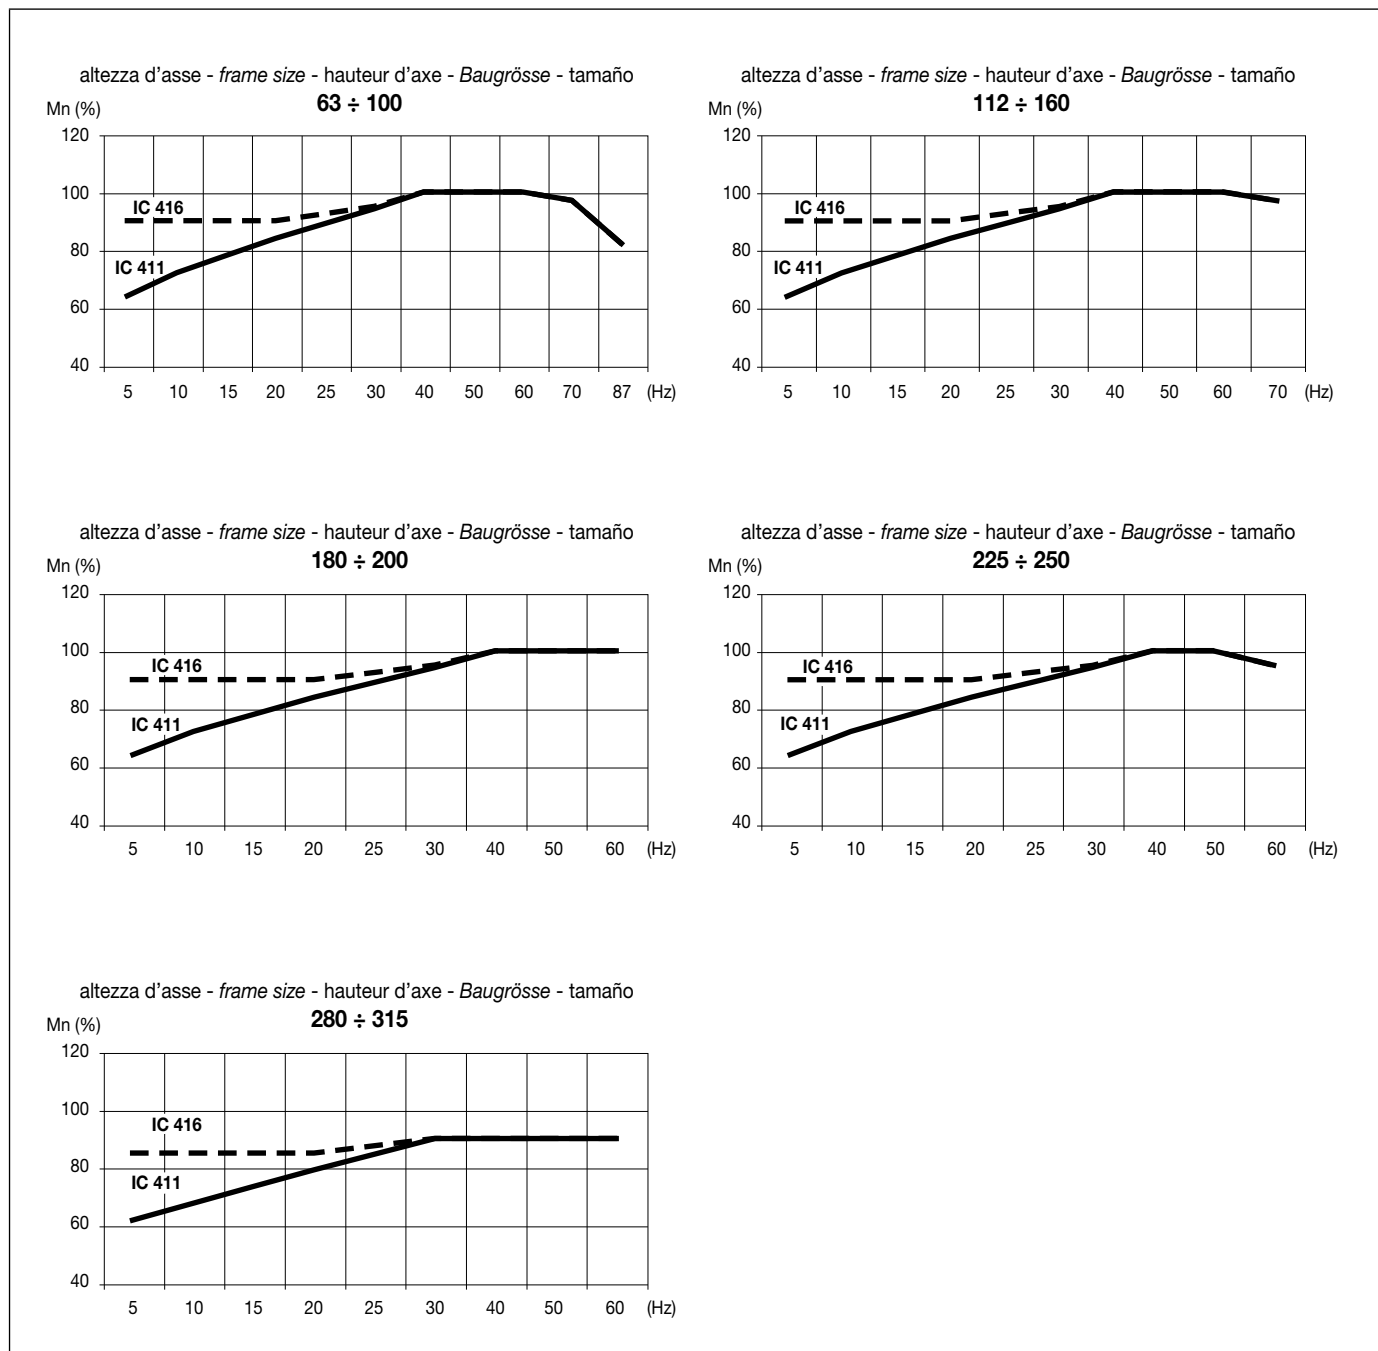 altezza d'asse - frame size - hauteur d'axe - Baugrösse - tamaño
63 ÷ 100
Mn (%)
120
100
80
60
40
IC 416
IC 411
5 10 15 20 25 30 40 50 60 70 87 (Hz)
altezza d'asse - frame size - hauteur d'axe - Baugrösse - tamaño
112 ÷ 160
Mn (%)
120
100
80
60
40
IC 416
IC 411
5 10 15 20 25 30 40 50 60 70 (Hz)
altezza d'asse - frame size - hauteur d'axe - Baugrösse - tamaño
180 ÷ 200
Mn (%)
120
100
80
60
40
IC 416
IC 411
5 10 15 20 25 30 40 50 60 (Hz)
altezza d'asse - frame size - hauteur d'axe - Baugrösse - tamaño
225 ÷ 250
Mn (%)
120
100
80
60
40
IC 416
IC 411
5 10 15 20 25 30 40 50 60 (Hz)
altezza d'asse - frame size - hauteur d'axe - Baugrösse - tamaño
280 ÷ 315
Mn (%)
120
100
80
60
40
IC 416
IC 411
5 10 15 20 25 30 40 50 60 (Hz)